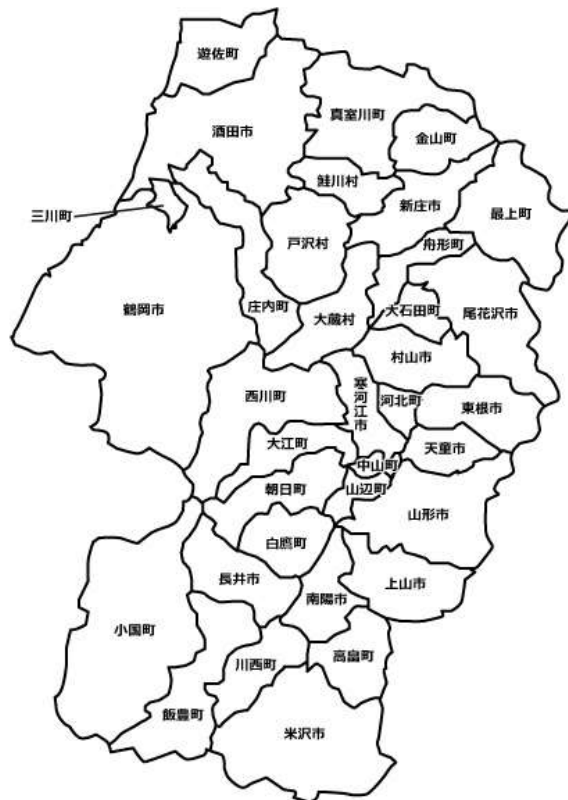 遊佐町
真室川町
酒田市
金山町
鮭川村
新庄市
最上町
三川町
戸沢村
舟形町
鶴岡市
庄内町
大蔵村
大石田町
尾花沢市
村山市
西川町
寒河江市
河北町
東根市
大江町
天童市
中山町
朝日町
山辺町
山形市
白鷹町
長井市
上山市
南陽市
小国町
川西町
高畠町
飯豊町
米沢市